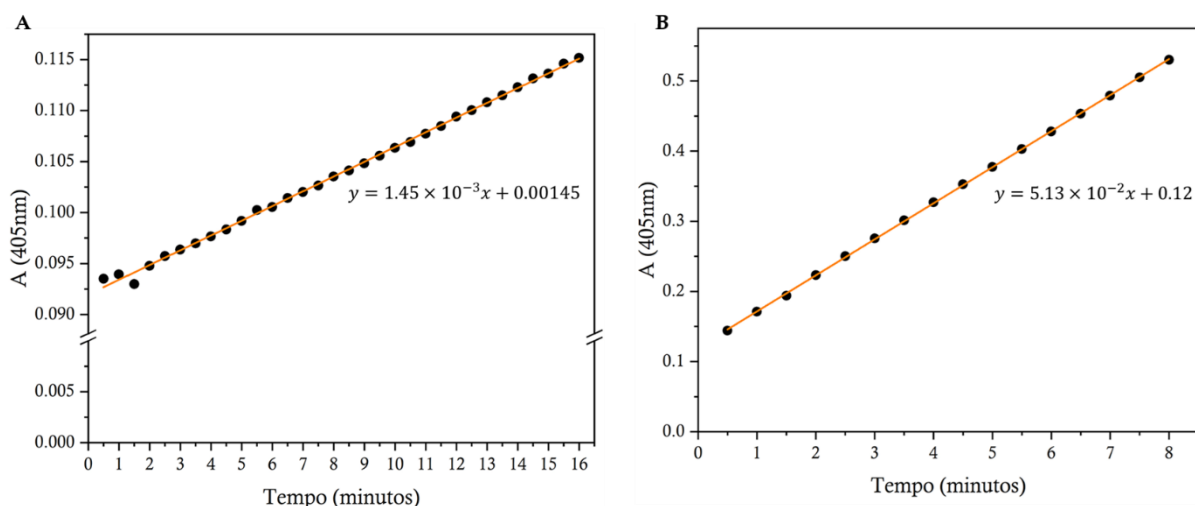 A
A (405nm)
0.115
0.110
0.105
0.100
0.095
0.090
0.005
0.000
y = 1.45 × 10⁻³x + 0.00145
0 1 2 3 4 5 6 7 8 9 10 11 12 13 14 15 16
Tempo (minutos)
B
A (405nm)
0.5
0.4
0.3
0.2
0.1
0.0
y = 5.13 × 10⁻²x + 0.12
0 1 2 3 4 5 6 7 8
Tempo (minutos)